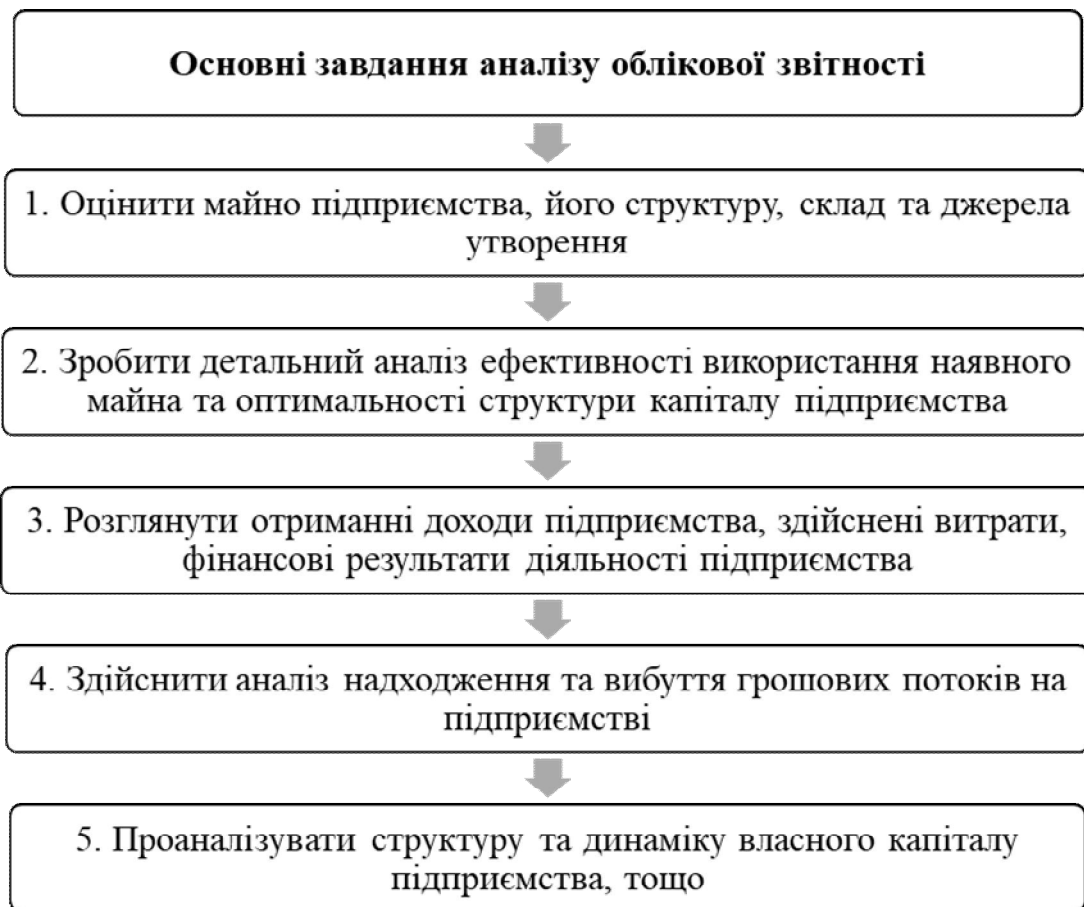 Основні завдання аналізу облікової звітності
1. Оцінити майно підприємства, його структуру, склад та джерела
утворення
2. Зробити детальний аналіз ефективності використання наявного
майна та оптимальності структури капіталу підприємства
3. Розглянути отриманні доходи підприємства, здійснені витрати,
фінансові результати діяльності підприємства
4. Здійснити аналіз надходження та вибуття грошових потоків на
підприємстві
5. Проаналізувати структуру та динаміку власного капіталу
підприємства, тощо